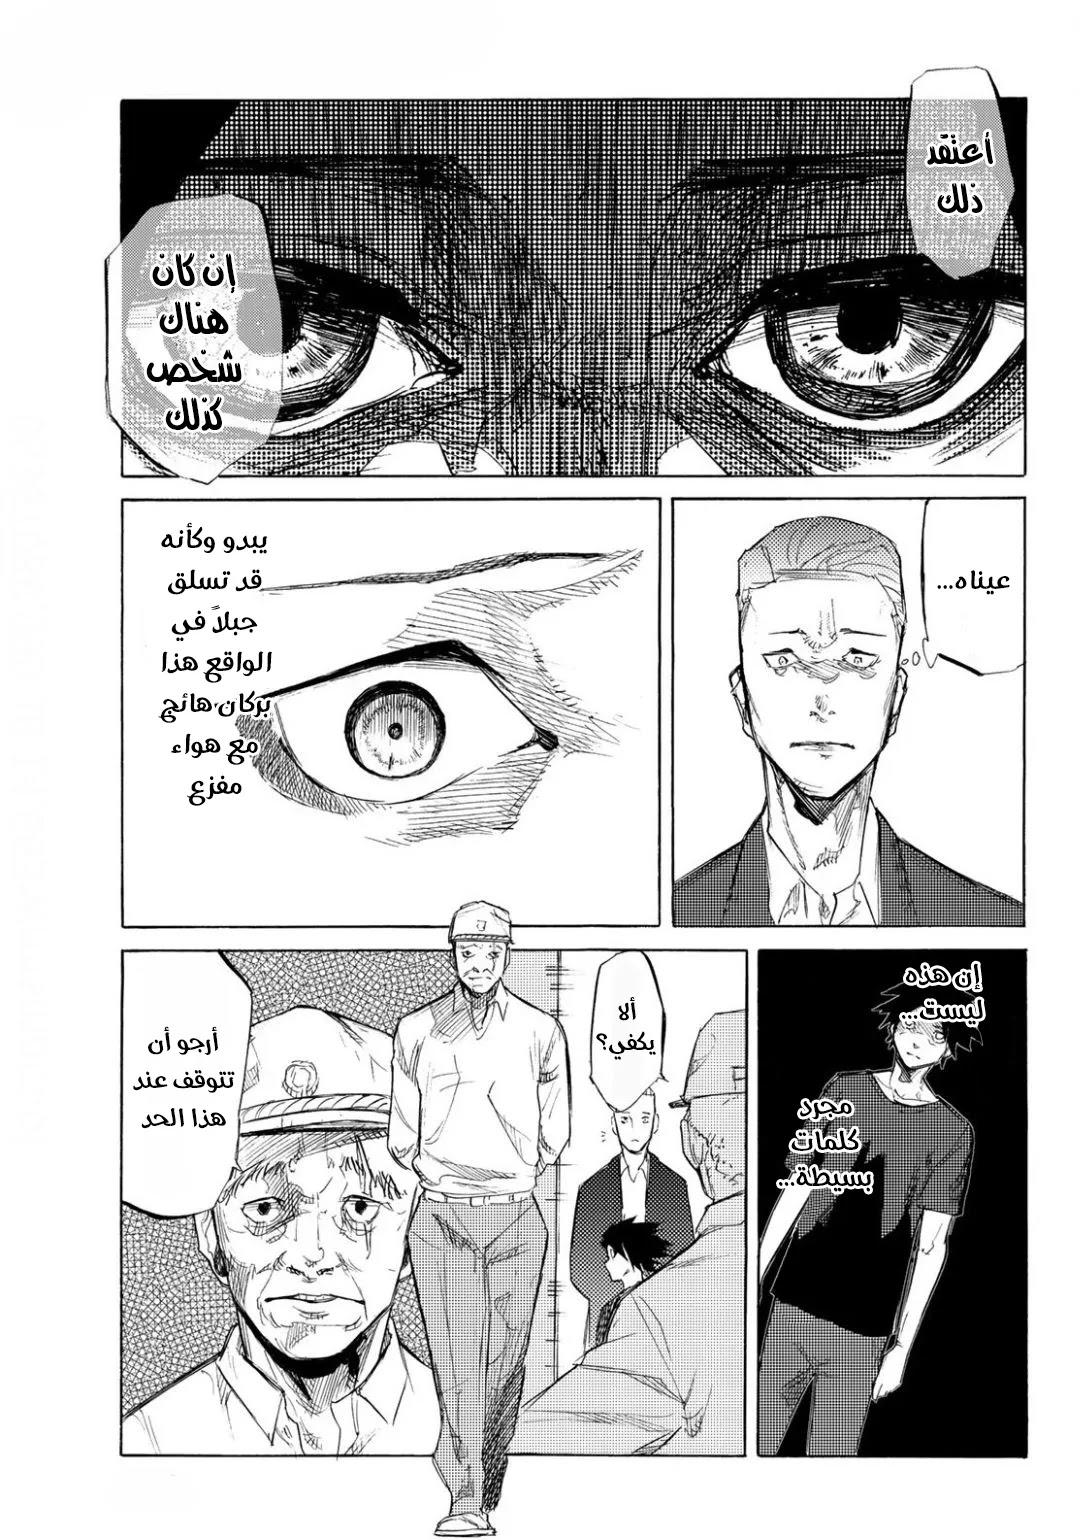 أعتقد
ذلك
إن كان
هناك
شخص
كذلك
عيناه...
يبدو وكأنه
قد تسلق
جبلاً في
الواقع هذا
بركان هائج
مع هواء
مفزع
إن هذه
ليست...
مجرد
كلمات
بسيطة...
ألا
يكفي؟
أرجو أن
تتوقف عند
هذا الحد